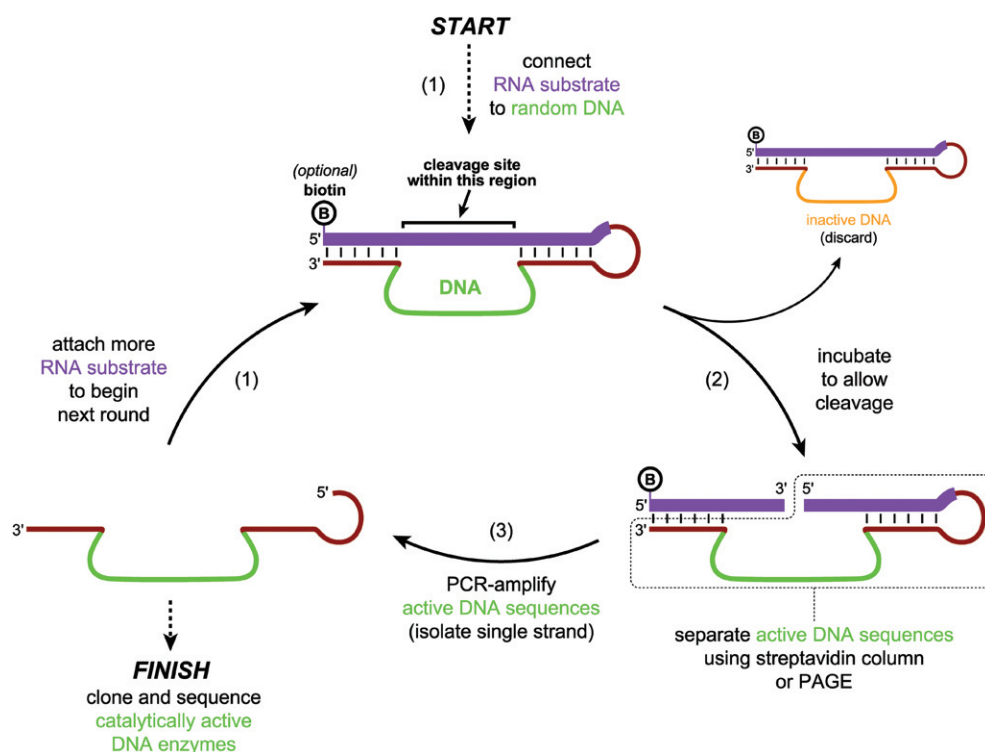 START
(1)
connect
RNA substrate
to random DNA
(optional)
biotin
B
cleavage site
within this region
5'
3'
DNA
B
5'
3'
inactive DNA
(discard)
(2)
incubate
to allow
cleavage
B
5'
3'
5'
3'
separate active DNA sequences
using streptavidin column
or PAGE
(3)
PCR-amplify
active DNA sequences
(isolate single strand)
5'
3'
attach more
RNA substrate
to begin
next round
(1)
FINISH
clone and sequence
catalytically active
DNA enzymes